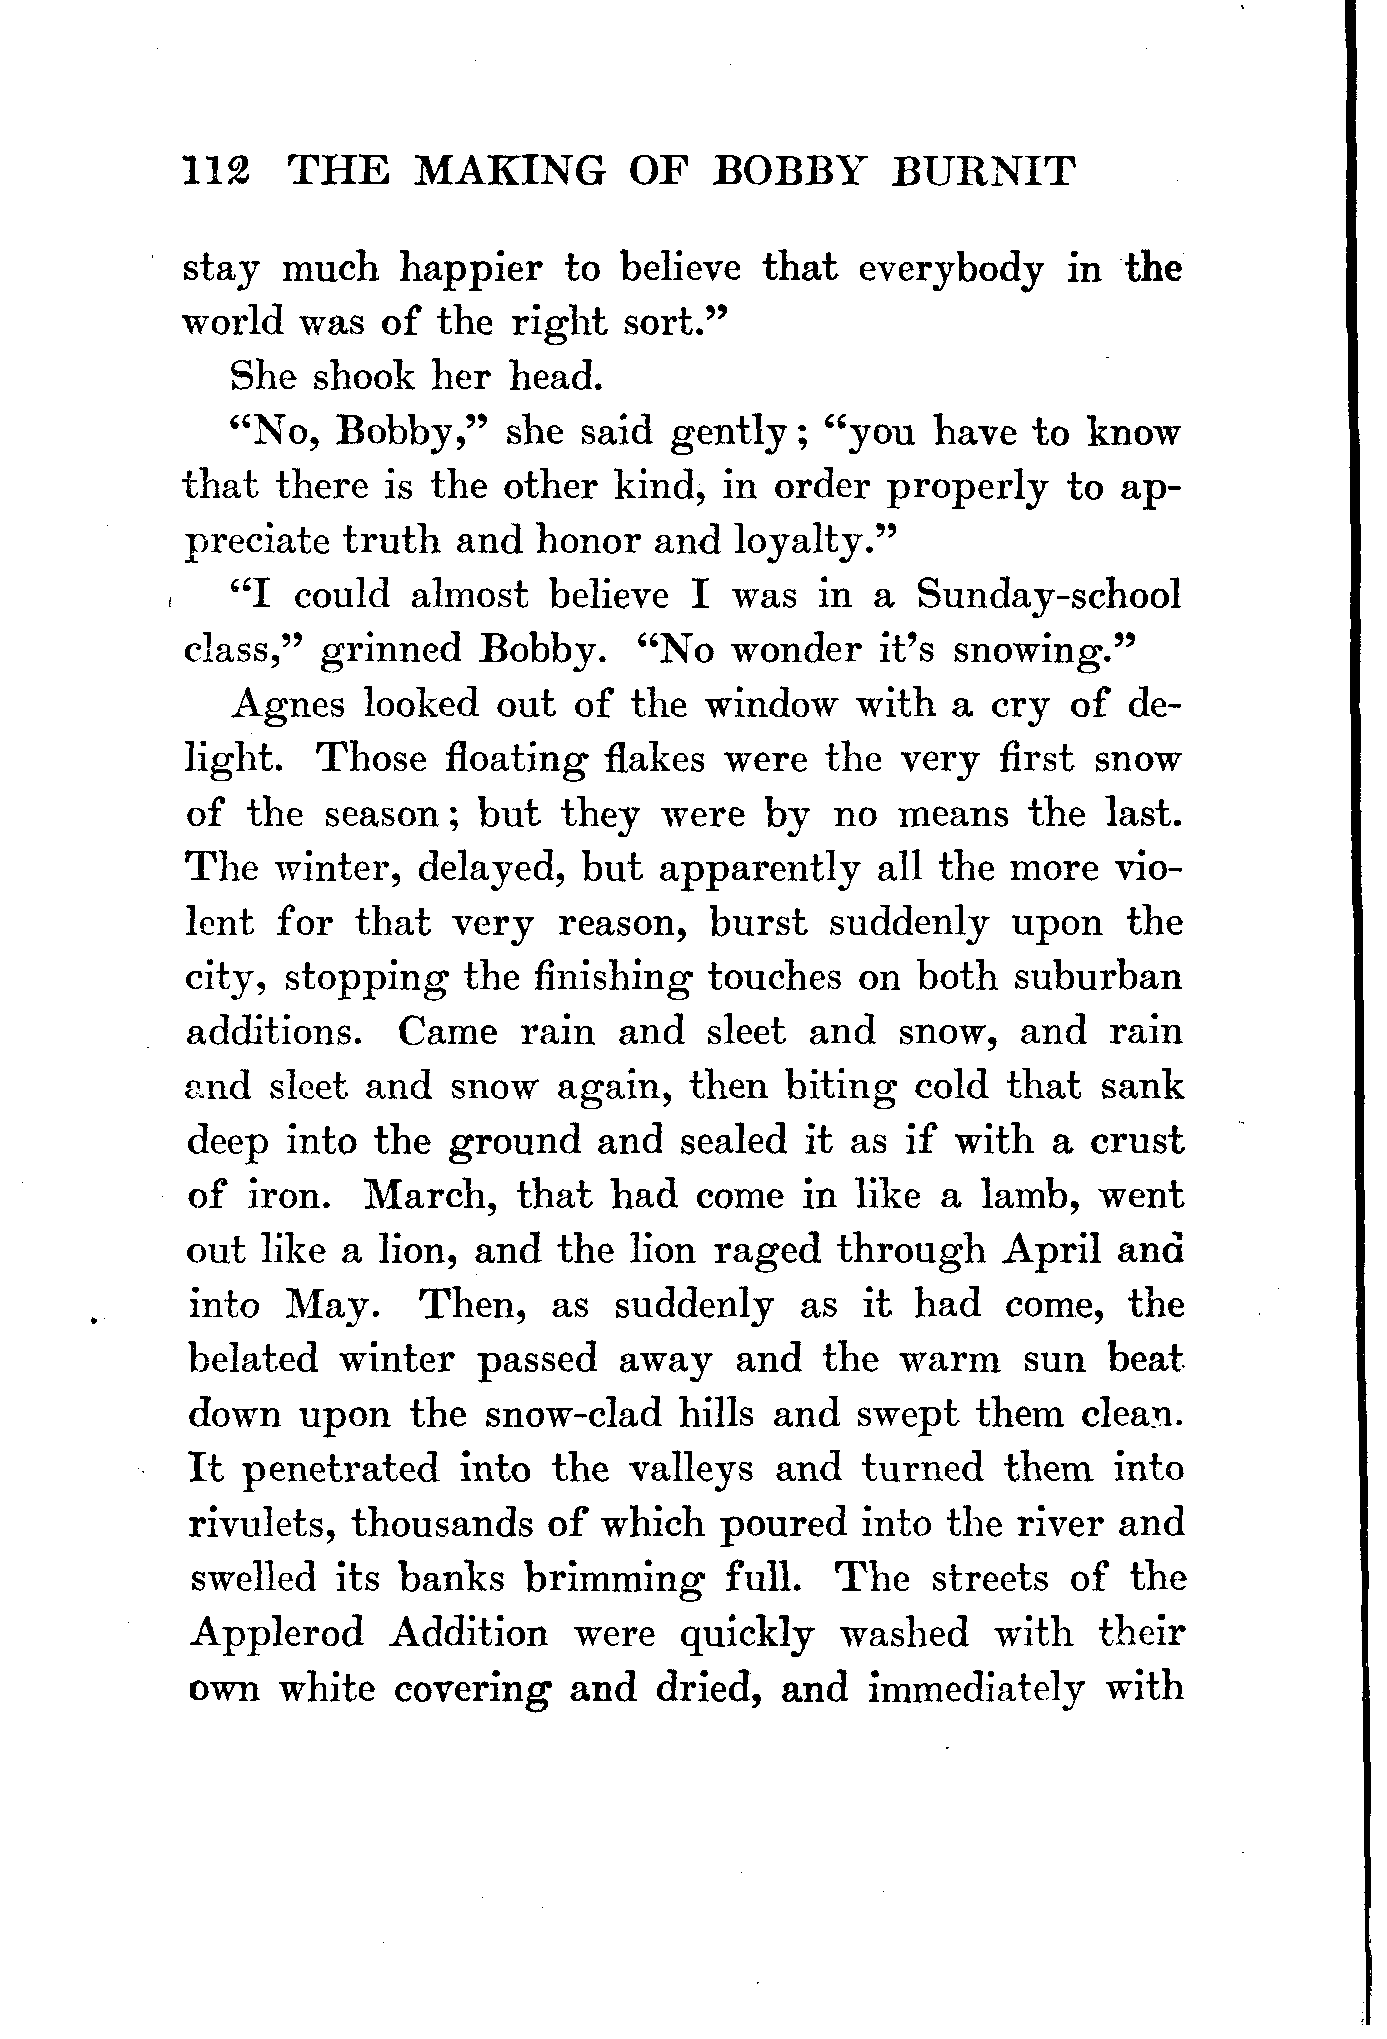 112 THE MAKING OF BOBBY BURNIT
stay much happier to believe that everybody in the
world was of the right sort.”
She shook her head.
“No, Bobby,” she said gently; “you have to know
that there is the other kind, in order properly to ap-
preciate truth and honor and loyalty.”
“I could almost believe I was in a Sunday-school
class,” grinned Bobby. “No wonder it’s snowing.”
Agnes looked out of the window with a cry of de-
light. Those floating flakes were the very first snow
of the season; but they were by no means the last.
The winter, delayed, but apparently all the more vio-
lent for that very reason, burst suddenly upon the
city, stopping the finishing touches on both suburban
additions. Came rain and sleet and snow, and rain
and sleet and snow again, then biting cold that sank
deep into the ground and sealed it as if with a crust
of iron. March, that had come in like a lamb, went
out like a lion, and the lion raged through April and
into May. Then, as suddenly as it had come, the
belated winter passed away and the warm sun beat
down upon the snow-clad hills and swept them clean.
It penetrated into the valleys and turned them into
rivulets, thousands of which poured into the river and
swelled its banks brimming full. The streets of the
Applerod Addition were quickly washed with their
own white covering and dried, and immediately with